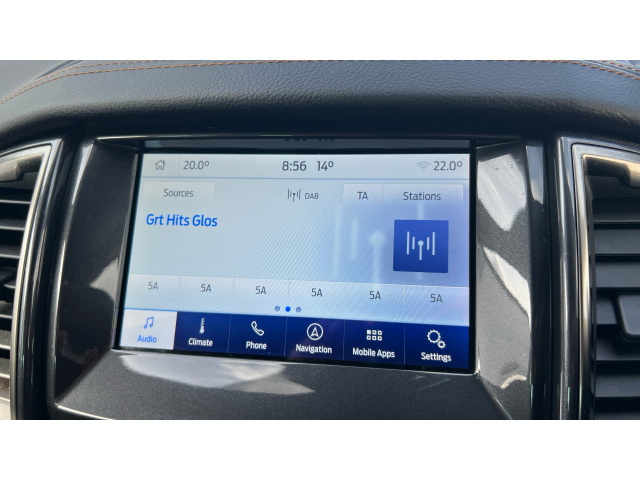 20.0° 8:56 14° 22.0°
Sources DAB TA Stations
Grt Hits Glos
5A 5A 5A 5A 5A 5A
Audio Climate Phone Navigation Mobile Apps Settings